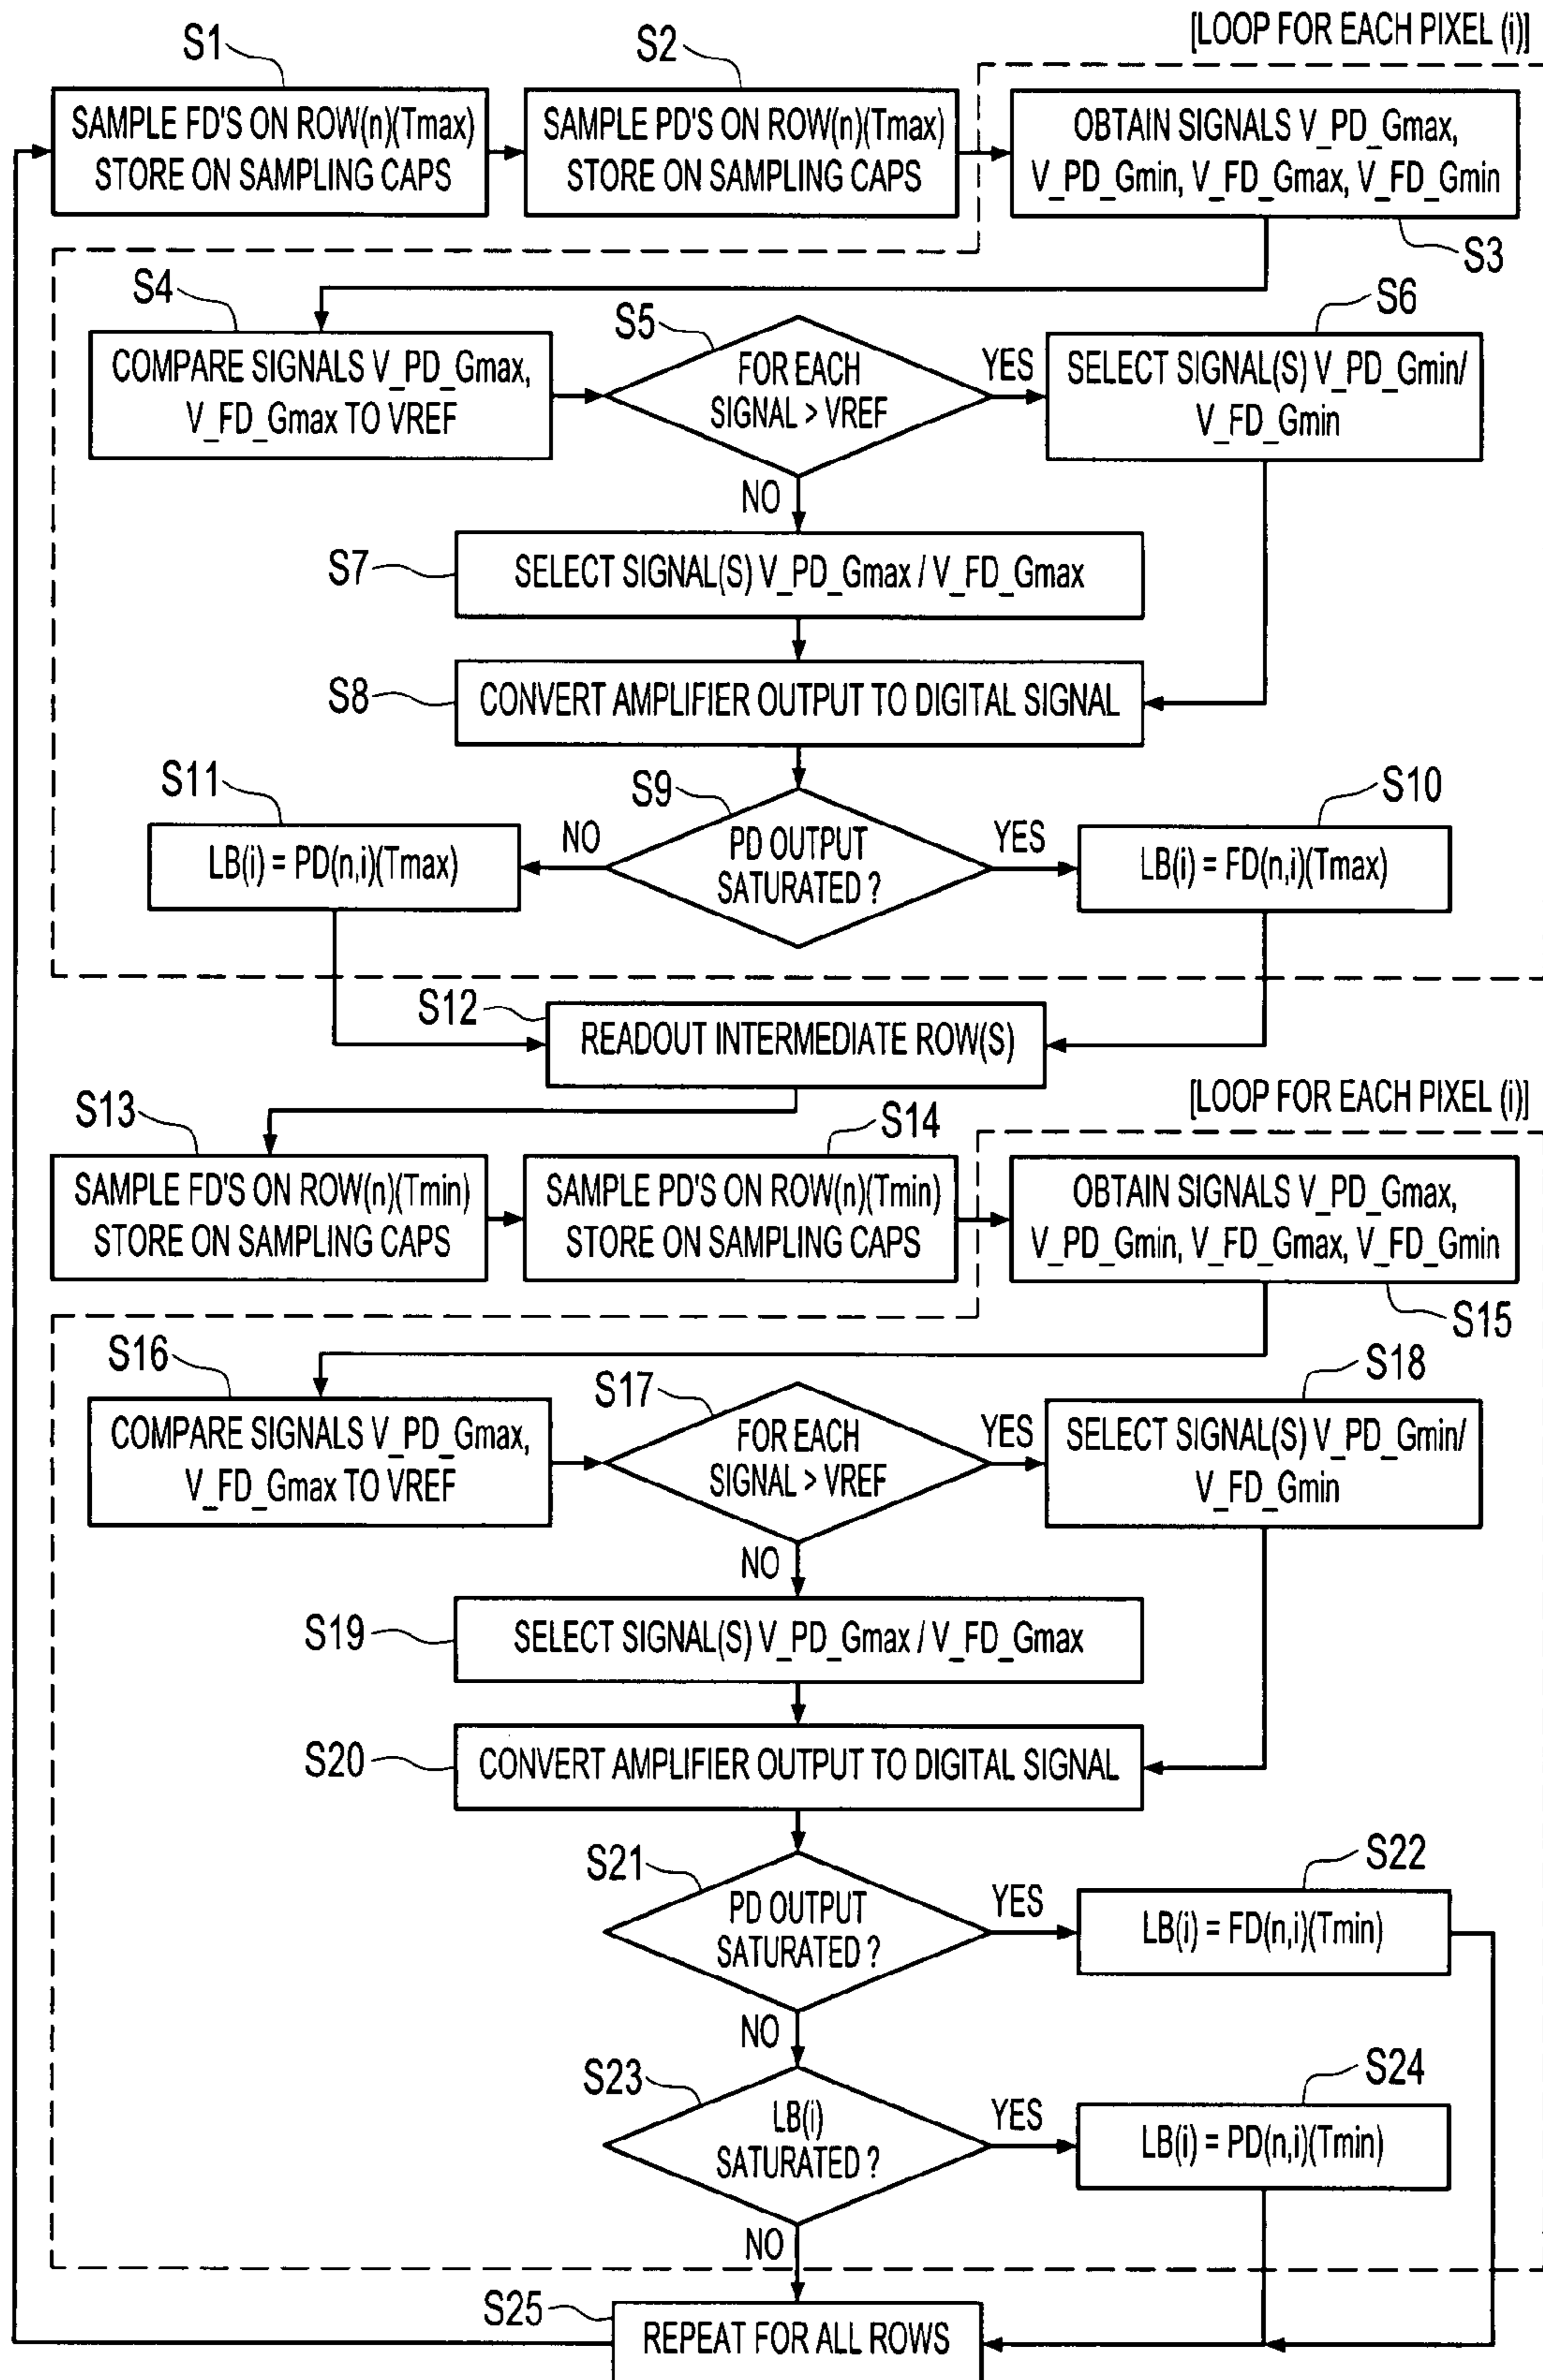 [LOOP FOR EACH PIXEL (i)]
S1
S2
SAMPLE FD'S ON ROW(n)(Tmax)
STORE ON SAMPLING CAPS
SAMPLE PD'S ON ROW(n)(Tmax)
STORE ON SAMPLING CAPS
OBTAIN SIGNALS V_PD_Gmax,
V_PD_Gmin, V_FD_Gmax, V_FD_Gmin
S3
S4
COMPARE SIGNALS V_PD_Gmax,
V_FD_Gmax TO VREF
S5
FOR EACH
SIGNAL > VREF
YES
S6
SELECT SIGNAL(S) V_PD_Gmin/
V_FD_Gmin
NO
S7
SELECT SIGNAL(S) V_PD_Gmax / V_FD_Gmax
S8
CONVERT AMPLIFIER OUTPUT TO DIGITAL SIGNAL
S9
PD OUTPUT
SATURATED ?
YES
S10
LB(i) = FD(n,i)(Tmax)
NO
S11
LB(i) = PD(n,i)(Tmax)
S12
READOUT INTERMEDIATE ROW(S)
[LOOP FOR EACH PIXEL (i)]
S13
SAMPLE FD'S ON ROW(n)(Tmin)
STORE ON SAMPLING CAPS
S14
SAMPLE PD'S ON ROW(n)(Tmin)
STORE ON SAMPLING CAPS
OBTAIN SIGNALS V_PD_Gmax,
V_PD_Gmin, V_FD_Gmax, V_FD_Gmin
S15
S16
COMPARE SIGNALS V_PD_Gmax,
V_FD_Gmax TO VREF
S17
FOR EACH
SIGNAL > VREF
YES
S18
SELECT SIGNAL(S) V_PD_Gmin/
V_FD_Gmin
NO
S19
SELECT SIGNAL(S) V_PD_Gmax / V_FD_Gmax
S20
CONVERT AMPLIFIER OUTPUT TO DIGITAL SIGNAL
S21
PD OUTPUT
SATURATED ?
YES
S22
LB(i) = FD(n,i)(Tmin)
NO
S23
LB(i)
SATURATED ?
YES
S24
LB(i) = PD(n,i)(Tmin)
NO
S25
REPEAT FOR ALL ROWS